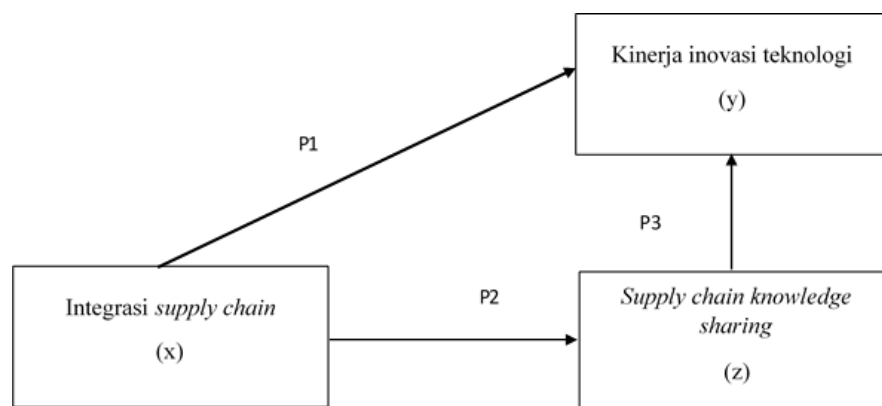 Kinerja inovasi teknologi
(y)
P1
P3
Integrasi supply chain
(x)
P2
Supply chain knowledge
sharing
(z)